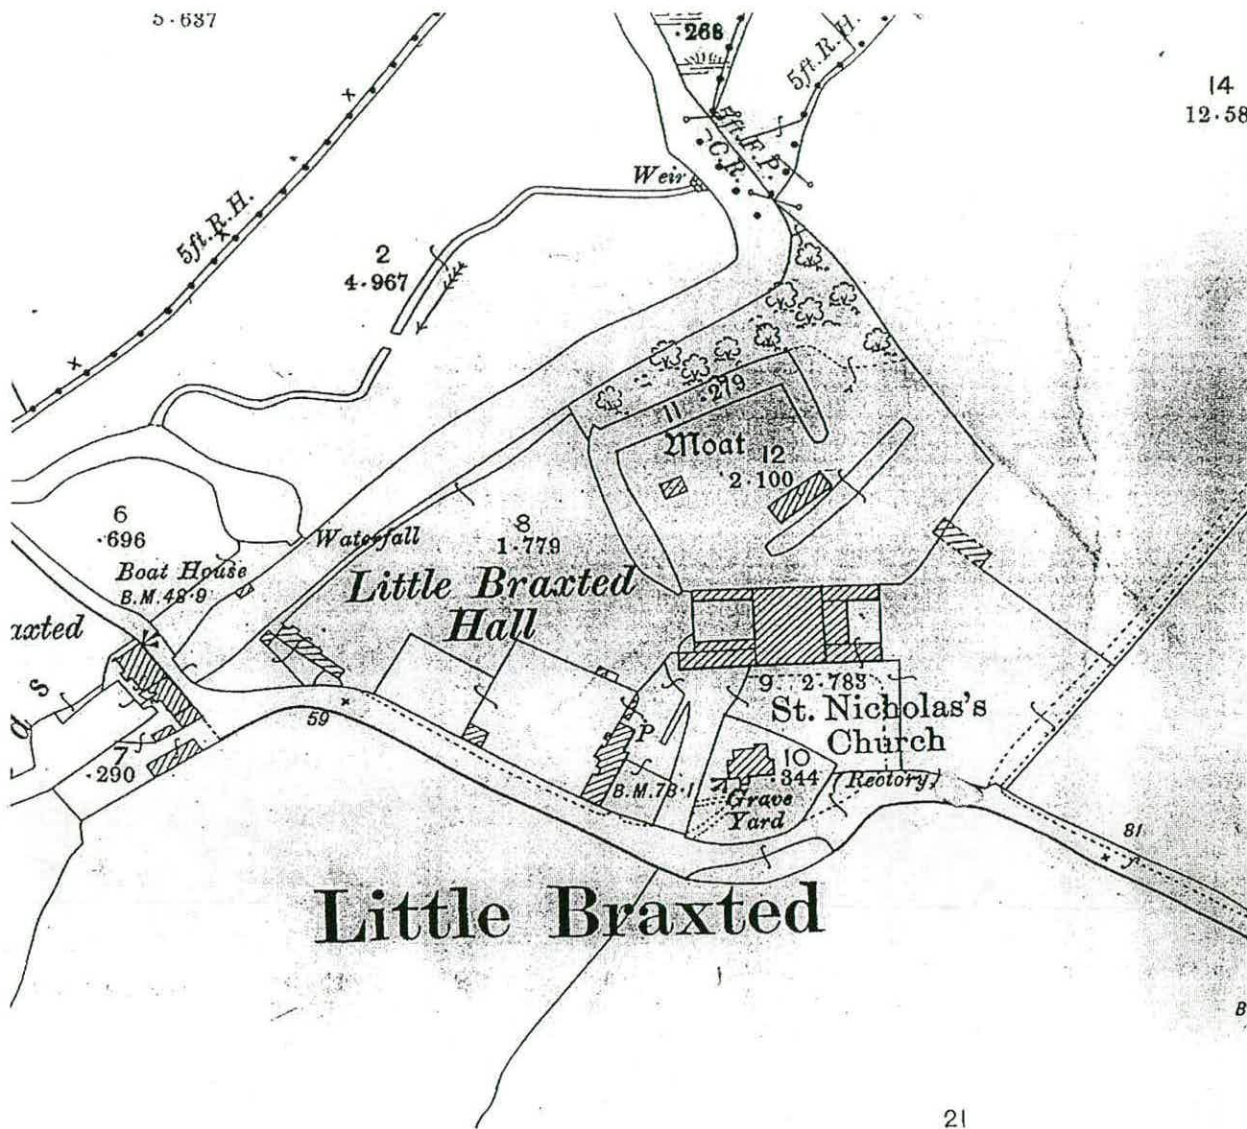 5·637
·268
5ft.R.H.
14
12·58
5ft.F.P.
C.R.
Weir
5ft.R.H.
2
4·967
11 ·279
Moat
12
2·100
6
·696
8
1·779
Waterfall
Boat House
B.M.48·9
Little Braxted
Hall
axted
9 2·783
St. Nicholas's
Church
S
59
P
7
·290
10
·344
B.M.78·1
Rectory
Grave
Yard
81
Little Braxted
B
21